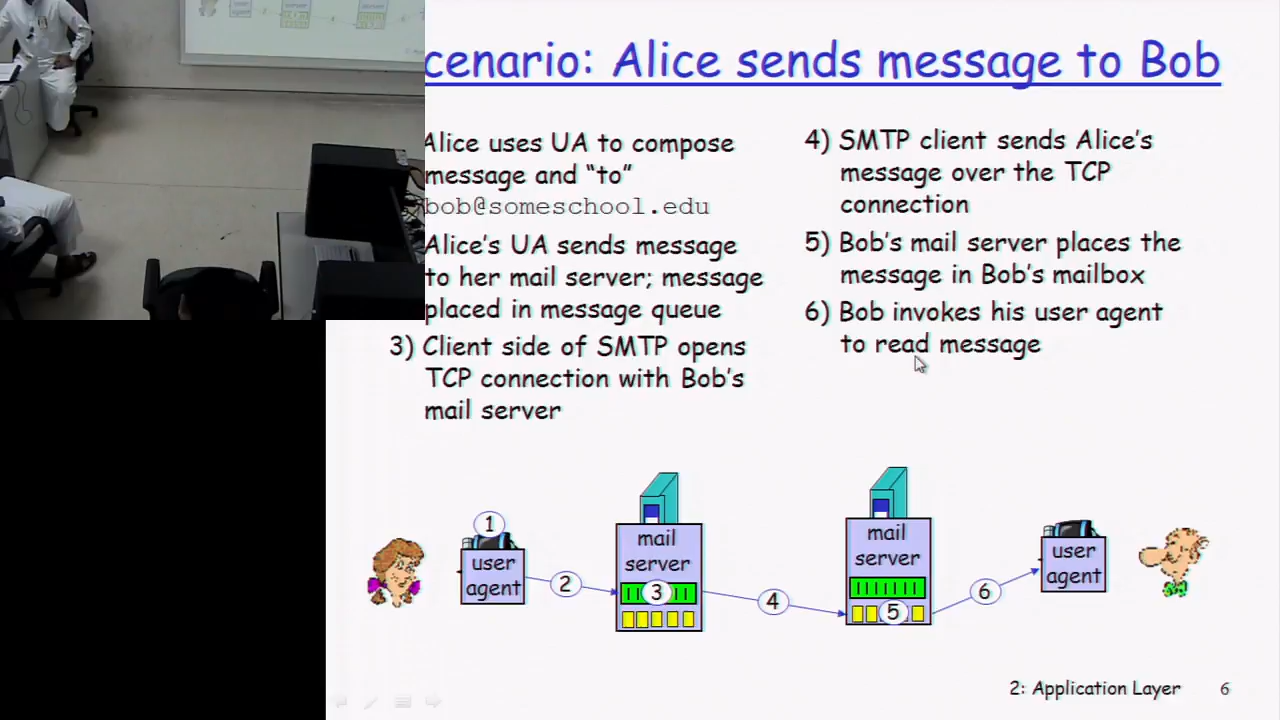 cenario: Alice sends message to Bob
Alice uses UA to compose
message and “to”
bob@someschool.edu
Alice’s UA sends message
to her mail server; message
placed in message queue
3) Client side of SMTP opens
TCP connection with Bob’s
mail server
4) SMTP client sends Alice’s
message over the TCP
connection
5) Bob’s mail server places the
message in Bob’s mailbox
6) Bob invokes his user agent
to read message
1
user
agent
2
mail
server
3
4
mail
server
5
6
user
agent
2: Application Layer
6